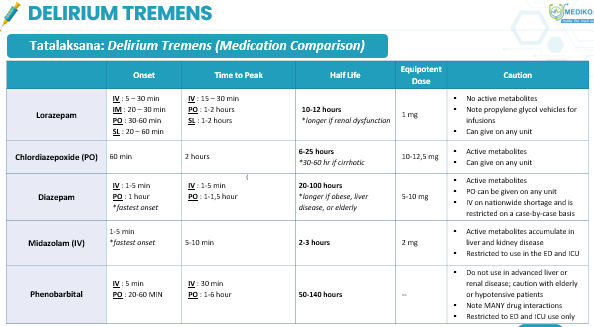 DELIRIUM TREMENS
MEDIKO.
Tatalaksana: Delirium Tremens (Medication Comparison)
Onset
Time to Peak
Half Life
Equipotent
Dose
Caution
Lorazepam
IV : 5 – 30 min
IM : 20 – 30 min
PO : 30-60 min
SL : 20 – 60 min
IV : 15 – 30 min
PO : 1-2 hours
SL : 1-2 hours
10-12 hours
*longer if renal dysfunction
1 mg
▪ No active metabolites
▪ Note propylene glycol vehicles for
infusions
▪ Can give on any unit
Chlordiazepoxide (PO)
60 min
2 hours
6-25 hours
*30-60 hr if cirrhotic
10-12,5 mg
▪ Active metabolites
▪ Can give on any unit
Diazepam
IV : 1-5 min
PO : 1 hour
*fastest onset
(
IV : 1-5 min
PO : 1-1,5 hour
20-100 hours
*longer if obese, liver
disease, or elderly
5-10 mg
▪ Active metabolites
▪ PO can be given on any unit
▪ IV on nationwide shortage and is
restricted on a case-by-case basis
Midazolam (IV)
1-5 min
*fastest onset
5-10 min
2-3 hours
2 mg
▪ Active metabolites accumulate in
liver and kidney disease
▪ Restricted to use in the ED and ICU
Phenobarbital
IV : 5 min
PO : 20-60 MIN
IV : 30 min
PO : 1-6 hour
50-140 hours
--
▪ Do not use in advanced liver or
renal disease; caution with elderly
or hypotensive patients
▪ Note MANY drug interactions
▪ Restricted to ED and ICU use only